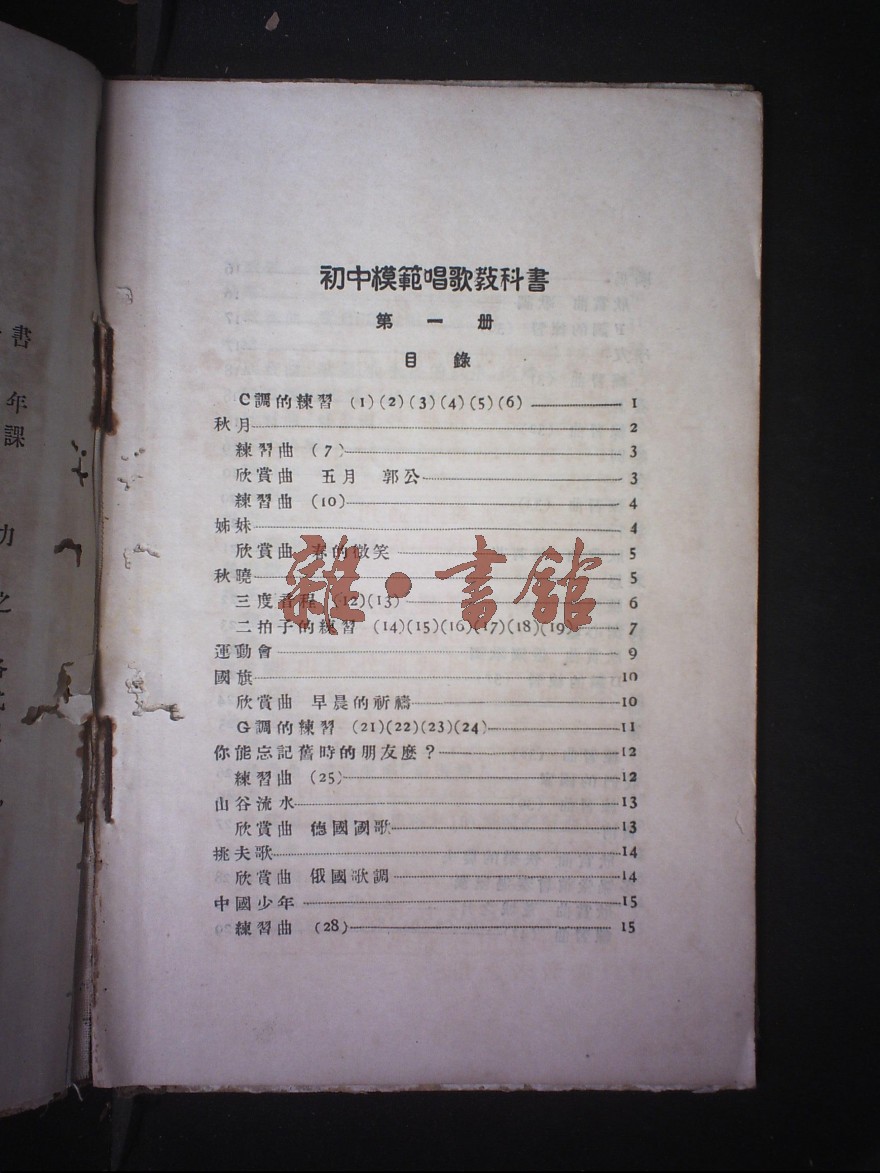 初中模範唱歌敎科書
第一册
目錄
C調的練習 (1)(2)(3)(4)(5)(6) 1
秋月 2
練習曲 (7) 3
欣賞曲 五月 郭公 3
練習曲 (10) 4
姊妹 4
欣賞曲 春的微笑 5
秋曉 5
三度音程 (12)(13) 6
二拍子的練習 (14)(15)(16)(17)(18)(19) 7
運動會 9
國旗 10
欣賞曲 早晨的祈禱 10
G調的練習 (21)(22)(23)(24) 11
你能忘記舊時的朋友麽? 12
練習曲 (25) 12
山谷流水 13
欣賞曲 德國國歌 13
挑夫歌 14
欣賞曲 俄國歌調 14
中國少年 15
練習曲 (28) 15
雜·書館
書
年
課